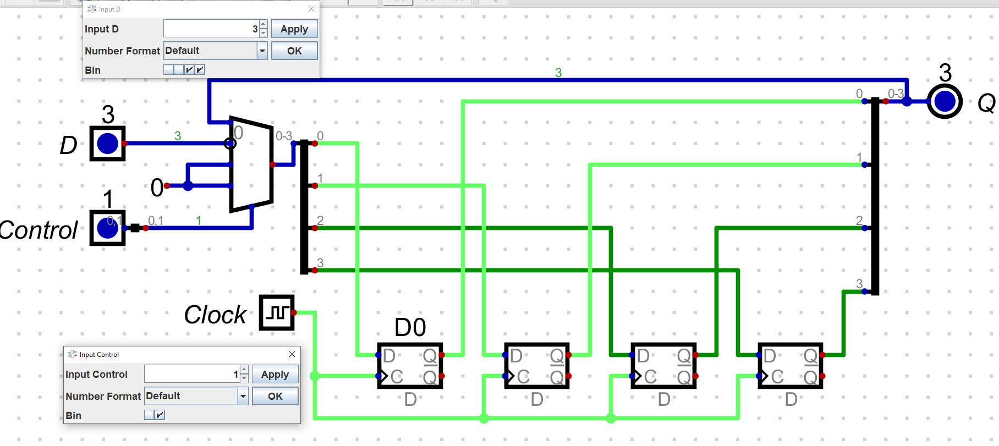 Input D
Input D 3 Apply
Number Format Default OK
Bin
3
3
0 0-3
Q
3
D
3
0
0-3 0
1
0
1
1
Control
0,1 0,1 1
2
2
3
3
Clock
D0
D Q
C Q
D
D Q
C Q
D
D Q
C Q
D
D Q
C Q
D
Input Control
Input Control 1 Apply
Number Format Default OK
Bin